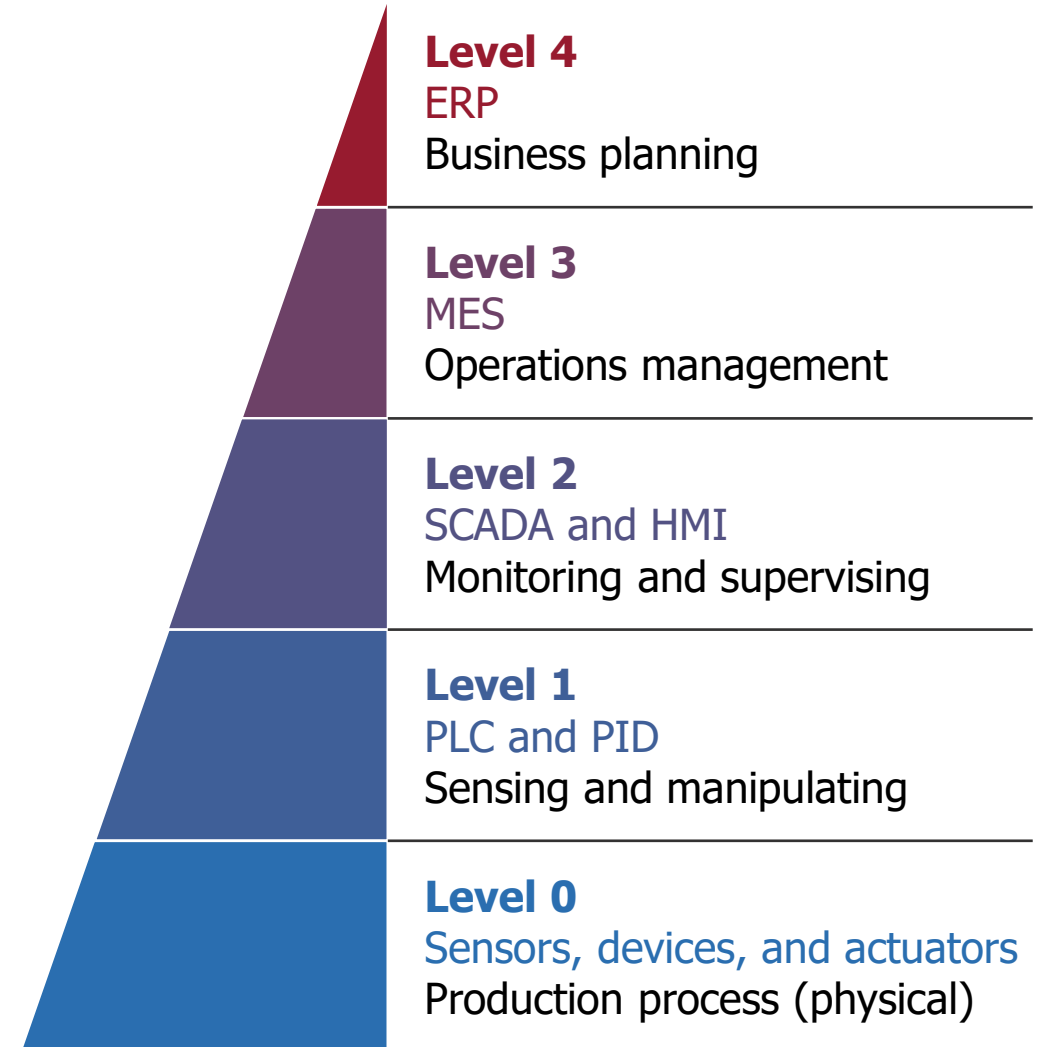 Level 4
ERP
Business planning
Level 3
MES
Operations management
Level 2
SCADA and HMI
Monitoring and supervising
Level 1
PLC and PID
Sensing and manipulating
Level 0
Sensors, devices, and actuators
Production process (physical)